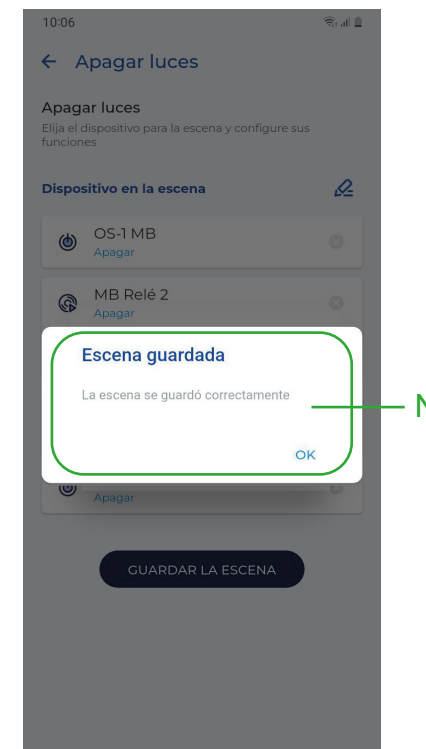 10:06
Apagar luces
Apagar luces
Elija el dispositivo para la escena y configure sus
funciones
Dispositivo en la escena
OS-1 MB
Apagar
MB Relé 2
Apagar
Escena guardada
La escena se guardó correctamente
OK
Apagar
GUARDAR LA ESCENA